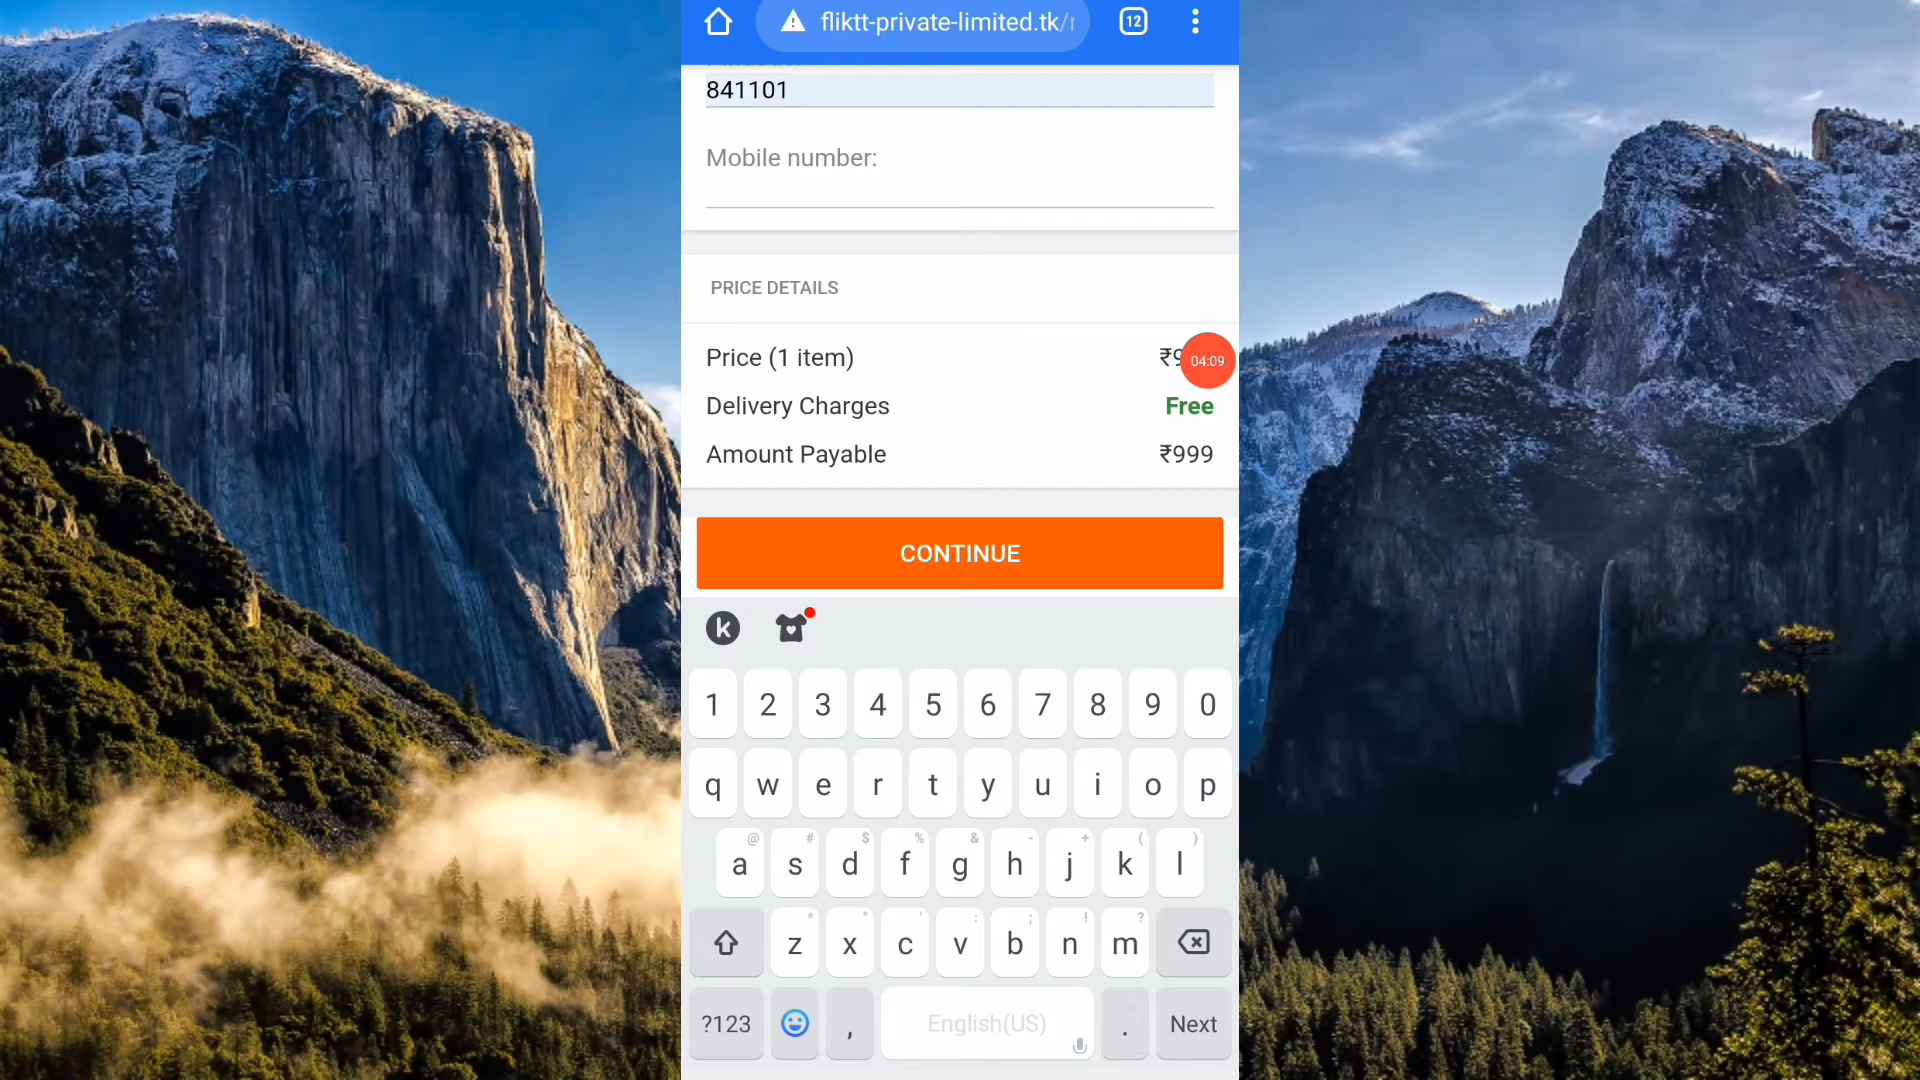 fliktt-private-limited.tk/
12
841101
Mobile number:
PRICE DETAILS
Price (1 item) ₹9
04:09
Delivery Charges Free
Amount Payable ₹999
CONTINUE
k
1 2 3 4 5 6 7 8 9 0
q w e r t y u i o p
@ # $ % & - + ( )
a s d f g h j k l
* " ' : ; ! ?
z x c v b n m
?123 , English(US) . Next